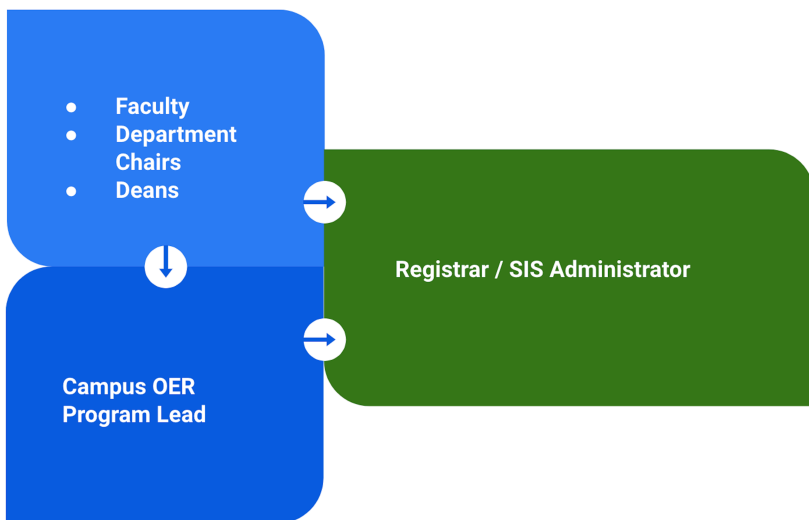 ● Faculty
● Department
Chairs
● Deans
Registrar / SIS Administrator
Campus OER
Program Lead